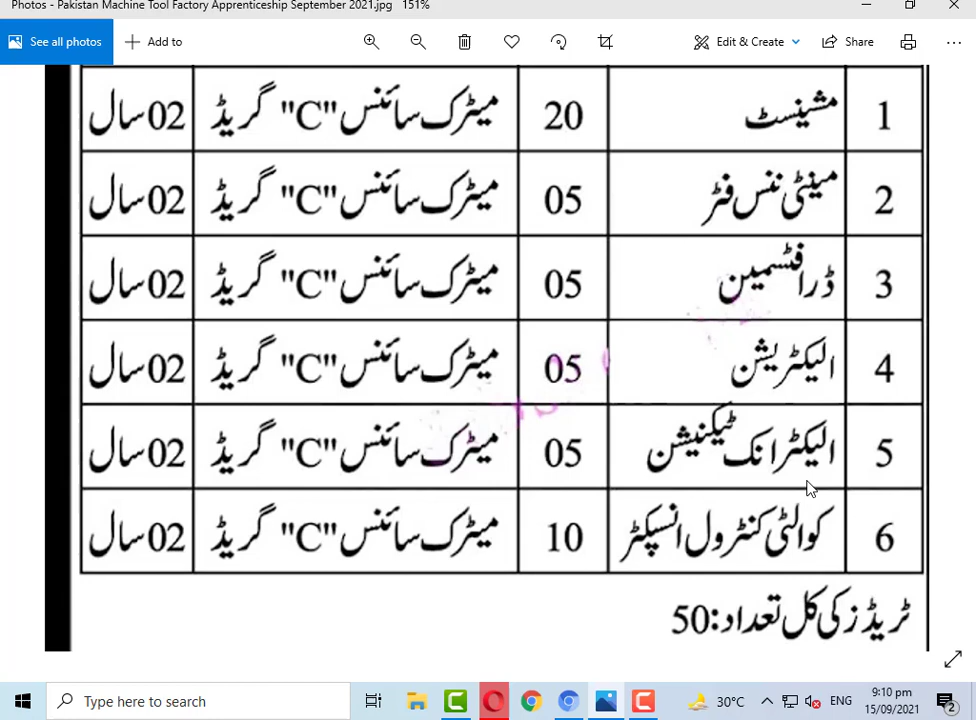 Photos - Pakistan Machine Tool Factory Apprenticeship September 2021.jpg 151%
See all photos Add to Edit & Create Share
1 مشینسٹ 20 میٹرک سائنس "C" گریڈ 02 سال
2 مینٹی ننس فٹر 05 میٹرک سائنس "C" گریڈ 02 سال
3 ڈرافٹسمین 05 میٹرک سائنس "C" گریڈ 02 سال
4 الیکٹریشن 05 میٹرک سائنس "C" گریڈ 02 سال
5 الیکٹرانک ٹیکنیشن 05 میٹرک سائنس "C" گریڈ 02 سال
6 کوالٹی کنٹرول انسپکٹر 10 میٹرک سائنس "C" گریڈ 02 سال
ٹریڈز کی کل تعداد: 50
Type here to search 30°C ENG 9:10 pm
15/09/2021 2